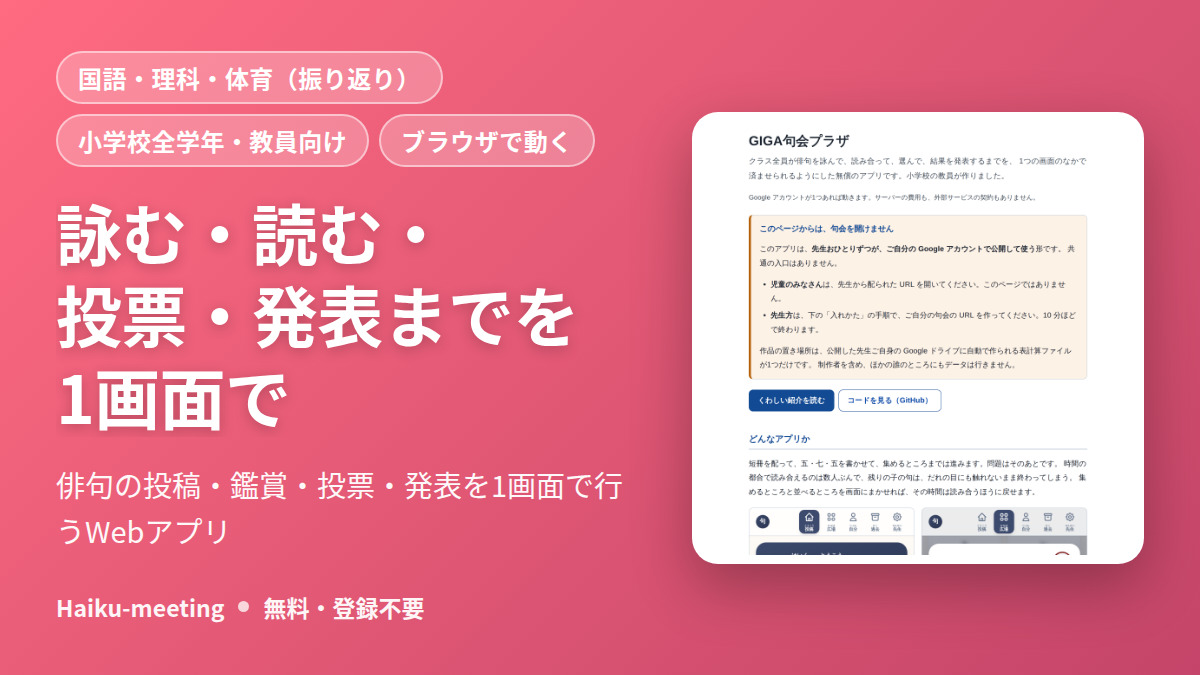 国語・理科・体育（振り返り）
小学校全学年・教員向け
ブラウザで動く
詠む・読む・
投票・発表までを
1画面で
俳句の投稿・鑑賞・投票・発表を1画面で行
うWebアプリ
Haiku-meeting
無料・登録不要
GIGA句会プラザ
クラス全員が俳句を詠んで、読み合って、選んで、結果を発表するまでを、 1つの画面のなかで
済ませられるようにした無償のアプリです。小学校の教員が作りました。
Google アカウントが1つあれば動きます。サーバーの費用も、外部サービスの契約もありません。
このページからは、句会を開けません
このアプリは、先生おひとりずつが、ご自分の Google アカウントで公開して使う形です。 共
通の入口はありません。
• 児童のみなさんは、先生から配られた URL を開いてください。このページではありませ
ん。
• 先生方は、下の「入れかた」の手順で、ご自分の句会の URL を作ってください。10 分ほど
で終わります。
作品の置き場所は、公開した先生ご自身の Google ドライブに自動で作られる表計算ファイル
が1つだけです。 制作者を含め、ほかの誰のところにもデータは行きません。
くわしい紹介を読む
コードを見る（GitHub）
どんなアプリか
短冊を配って、五・七・五を書かせて、集めるところまでは進みます。問題はそのあとです。 時間の
都合で読み合えるのは数人ぶんで、残りの子の句は、だれの目にも触れないまま終わってしまう。 集
めるところと並べるところを画面にまかせれば、その時間は読み合うほうに戻せます。
句
句